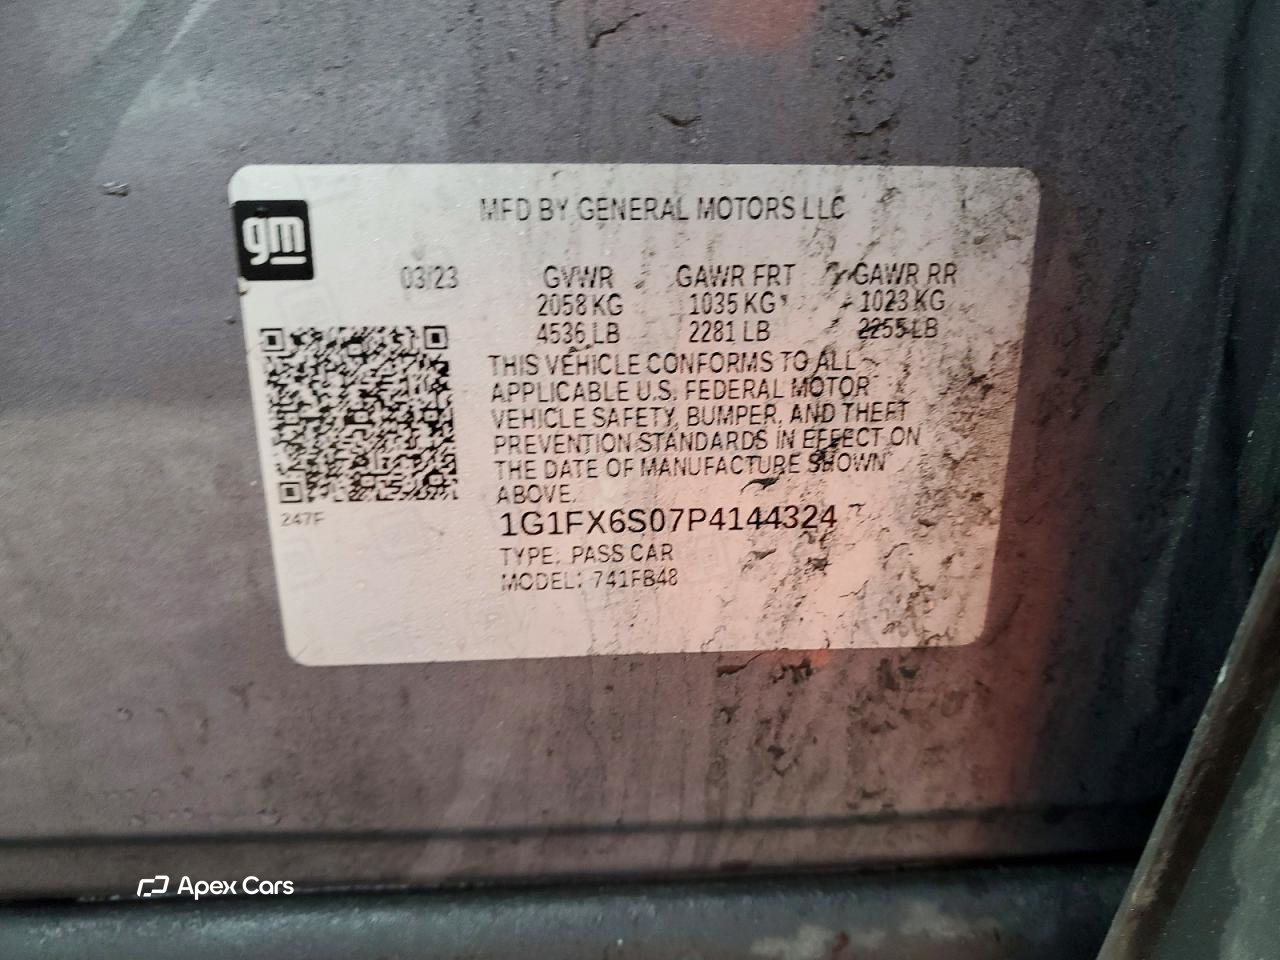 gm
MFD BY GENERAL MOTORS LLC
03/23 GVWR GAWR FRT GAWR RR
2058 KG 1035 KG 1023 KG
4536 LB 2281 LB 2255 LB
THIS VEHICLE CONFORMS TO ALL
APPLICABLE U.S. FEDERAL MOTOR
VEHICLE SAFETY, BUMPER, AND THEFT
PREVENTION STANDARDS IN EFFECT ON
THE DATE OF MANUFACTURE SHOWN
ABOVE.
247F
1G1FX6S07P4144324
TYPE: PASS CAR
MODEL: 741FB48
Apex Cars